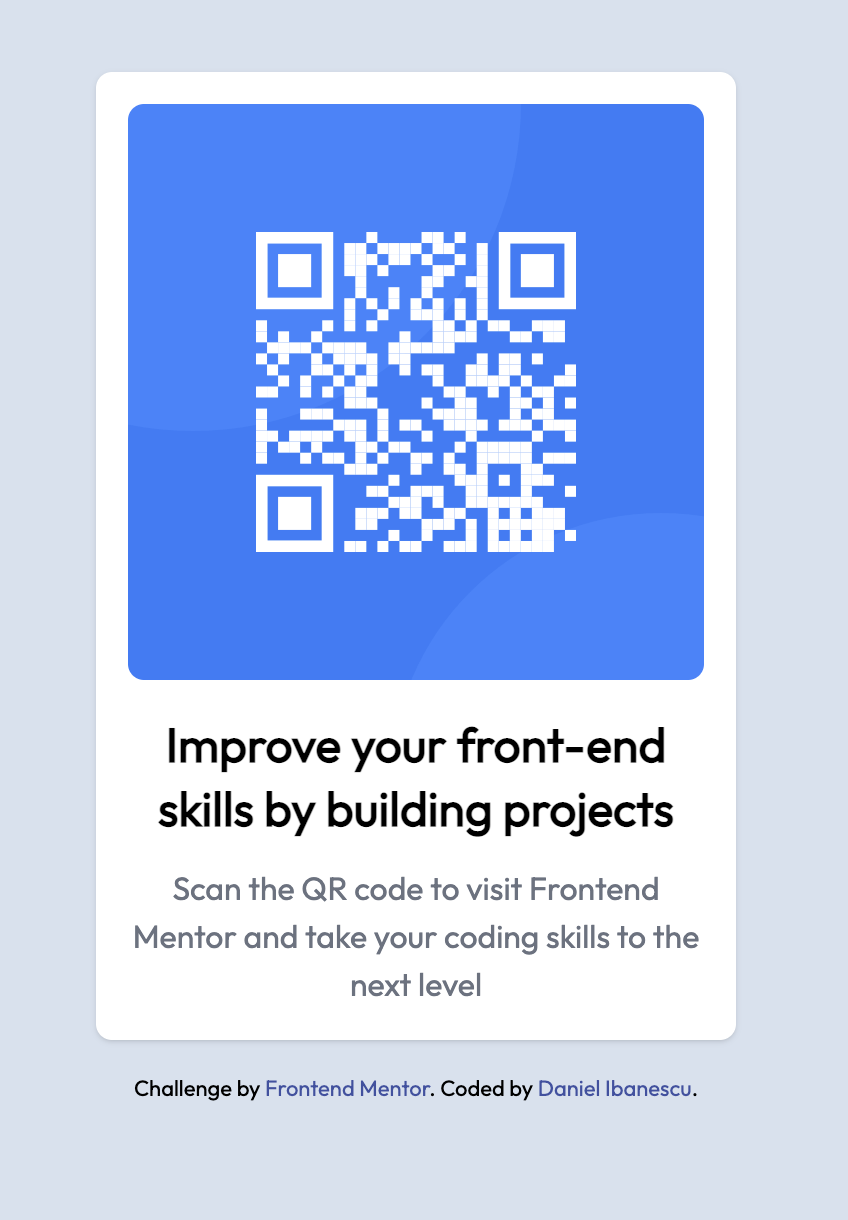 Improve your front-end
skills by building projects
Scan the QR code to visit Frontend
Mentor and take your coding skills to the
next level
Challenge by Frontend Mentor. Coded by Daniel Ibanescu.